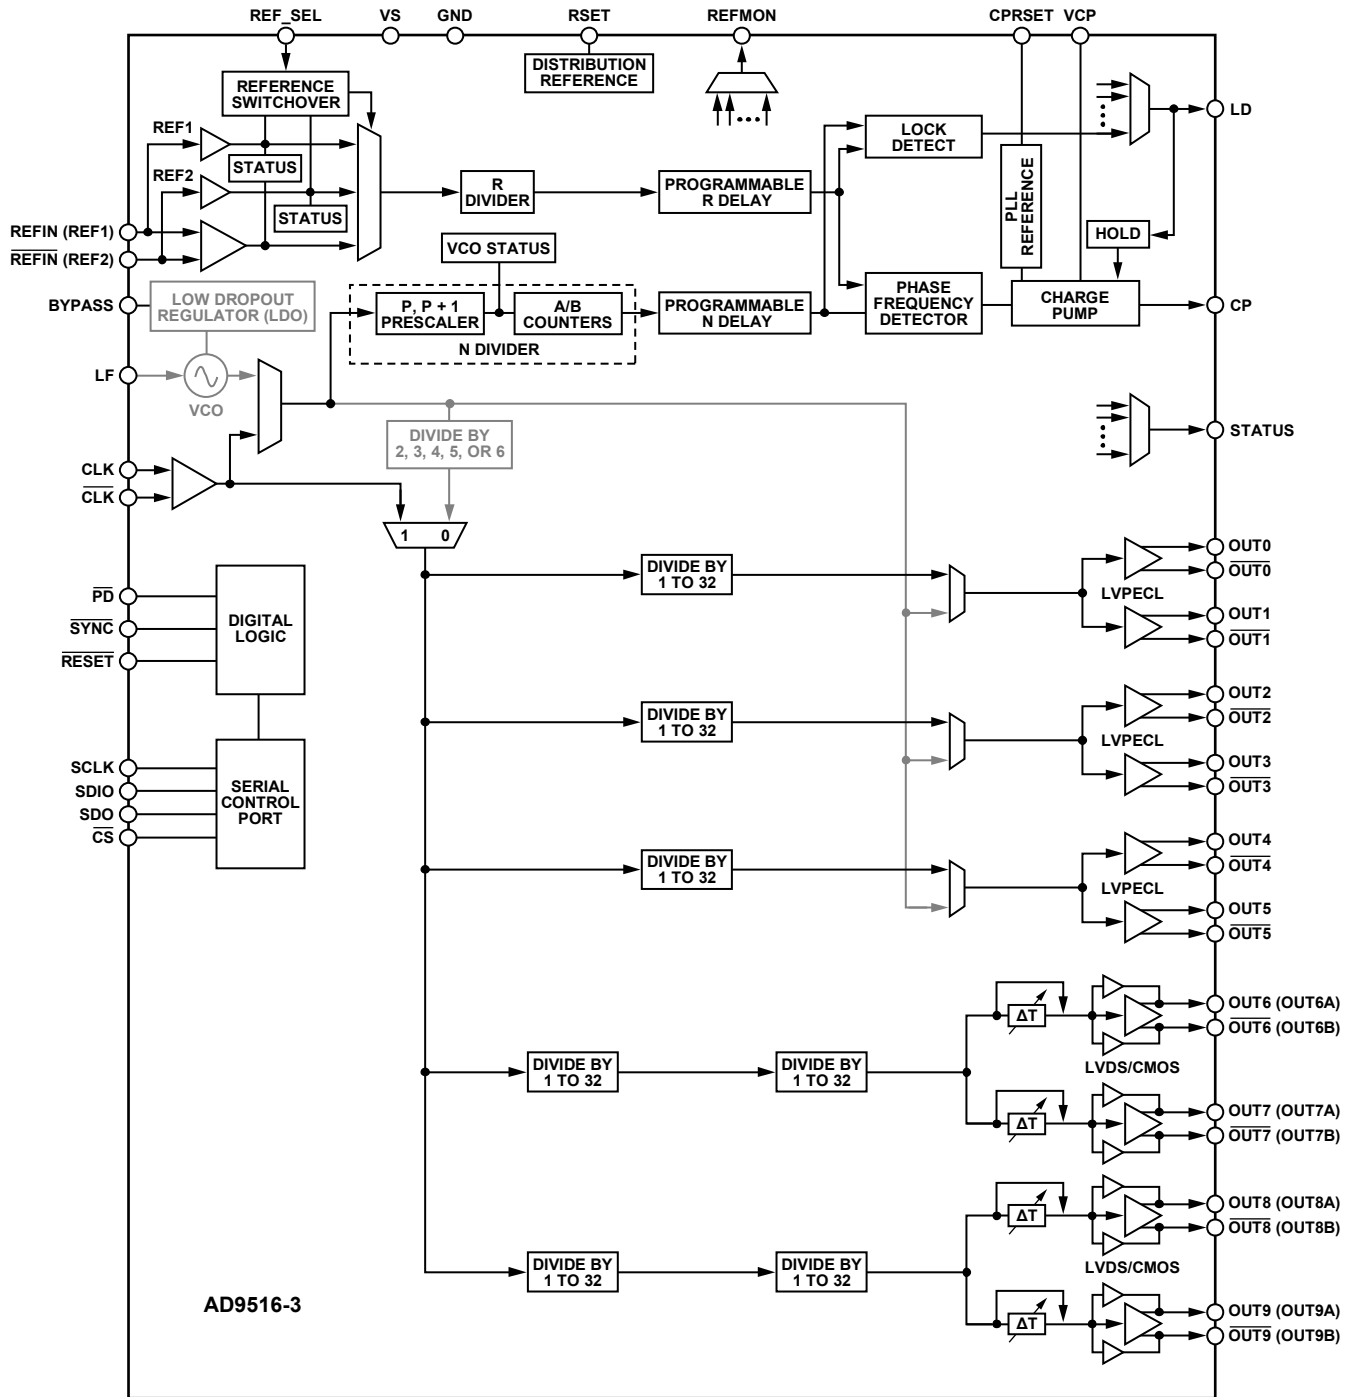 REF_SEL
VS
GND
RSET
REFMON
CPRSET
VCP
DISTRIBUTION
REFERENCE
REFERENCE
SWITCHOVER
REF1
STATUS
REF2
STATUS
REFIN (REF1)
REFIN (REF2)
R
DIVIDER
PROGRAMMABLE
R DELAY
LOCK
DETECT
LD
PLL
REFERENCE
HOLD
VCO STATUS
BYPASS
LOW DROPOUT
REGULATOR (LDO)
P, P + 1
PRESCALER
A/B
COUNTERS
N DIVIDER
PROGRAMMABLE
N DELAY
PHASE
FREQUENCY
DETECTOR
CHARGE
PUMP
CP
LF
VCO
STATUS
DIVIDE BY
2, 3, 4, 5, OR 6
CLK
CLK
1 0
PD
SYNC
RESET
DIGITAL
LOGIC
SCLK
SDIO
SDO
CS
SERIAL
CONTROL
PORT
DIVIDE BY
1 TO 32
LVPECL
OUT0
OUT0
OUT1
OUT1
DIVIDE BY
1 TO 32
LVPECL
OUT2
OUT2
OUT3
OUT3
DIVIDE BY
1 TO 32
LVPECL
OUT4
OUT4
OUT5
OUT5
DIVIDE BY
1 TO 32
DIVIDE BY
1 TO 32
ΔT
ΔT
LVDS/CMOS
OUT6 (OUT6A)
OUT6 (OUT6B)
OUT7 (OUT7A)
OUT7 (OUT7B)
DIVIDE BY
1 TO 32
DIVIDE BY
1 TO 32
ΔT
ΔT
LVDS/CMOS
OUT8 (OUT8A)
OUT8 (OUT8B)
OUT9 (OUT9A)
OUT9 (OUT9B)
AD9516-3